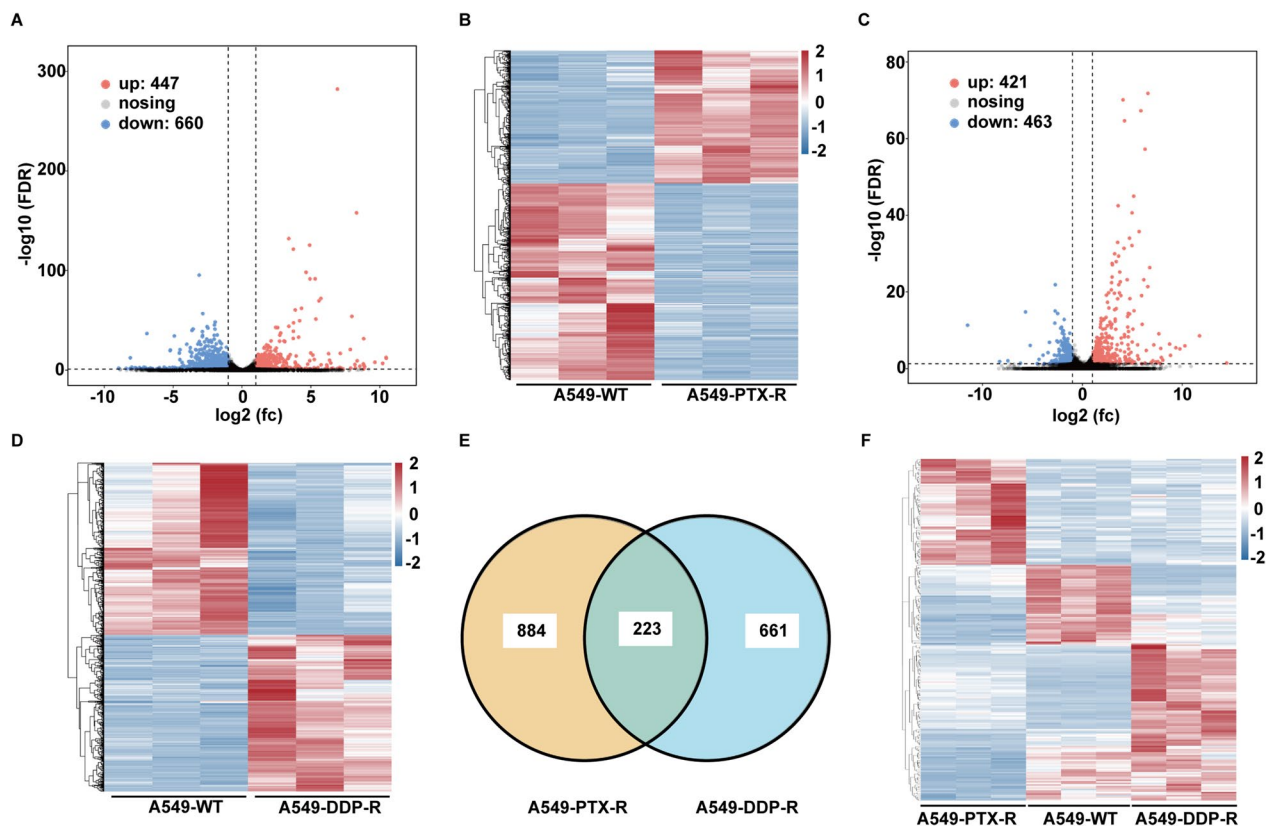 A
-log10 (FDR)
300
200
100
0
up: 447
nosing
down: 660
-10
-5
0
5
10
log2 (fc)
B
2
1
0
-1
-2
A549-WT
A549-PTX-R
C
-log10 (FDR)
80
60
40
20
0
up: 421
nosing
down: 463
-10
0
10
log2 (fc)
D
2
1
0
-1
-2
A549-WT
A549-DDP-R
E
884
223
661
A549-PTX-R
A549-DDP-R
F
2
1
0
-1
-2
A549-PTX-R
A549-WT
A549-DDP-R